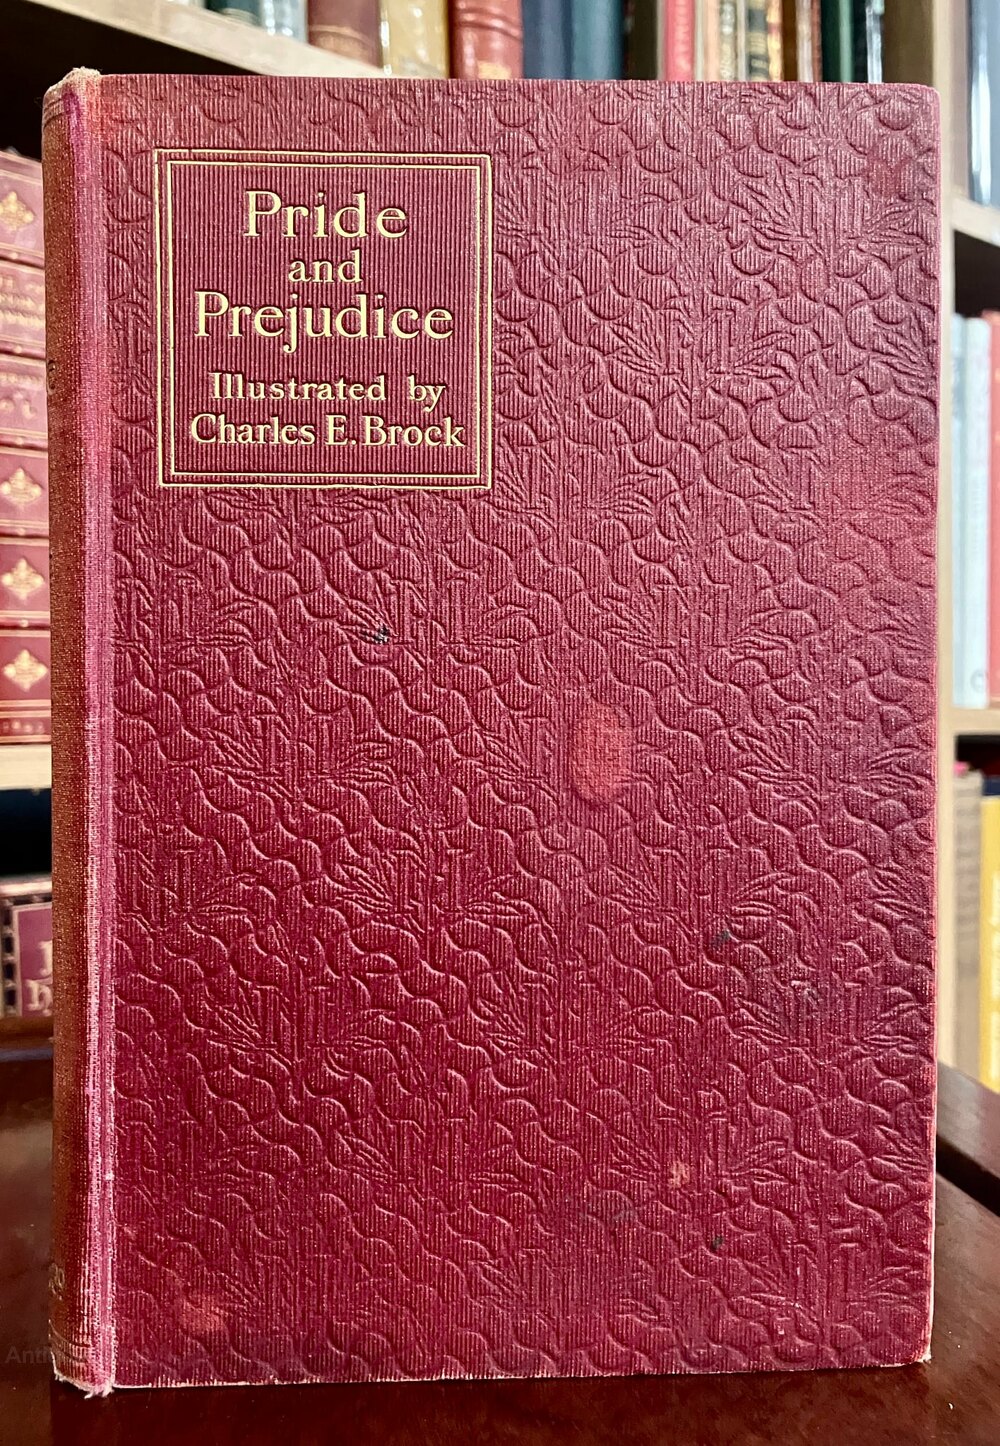 Pride
and
Prejudice
Illustrated by
Charles E. Brock